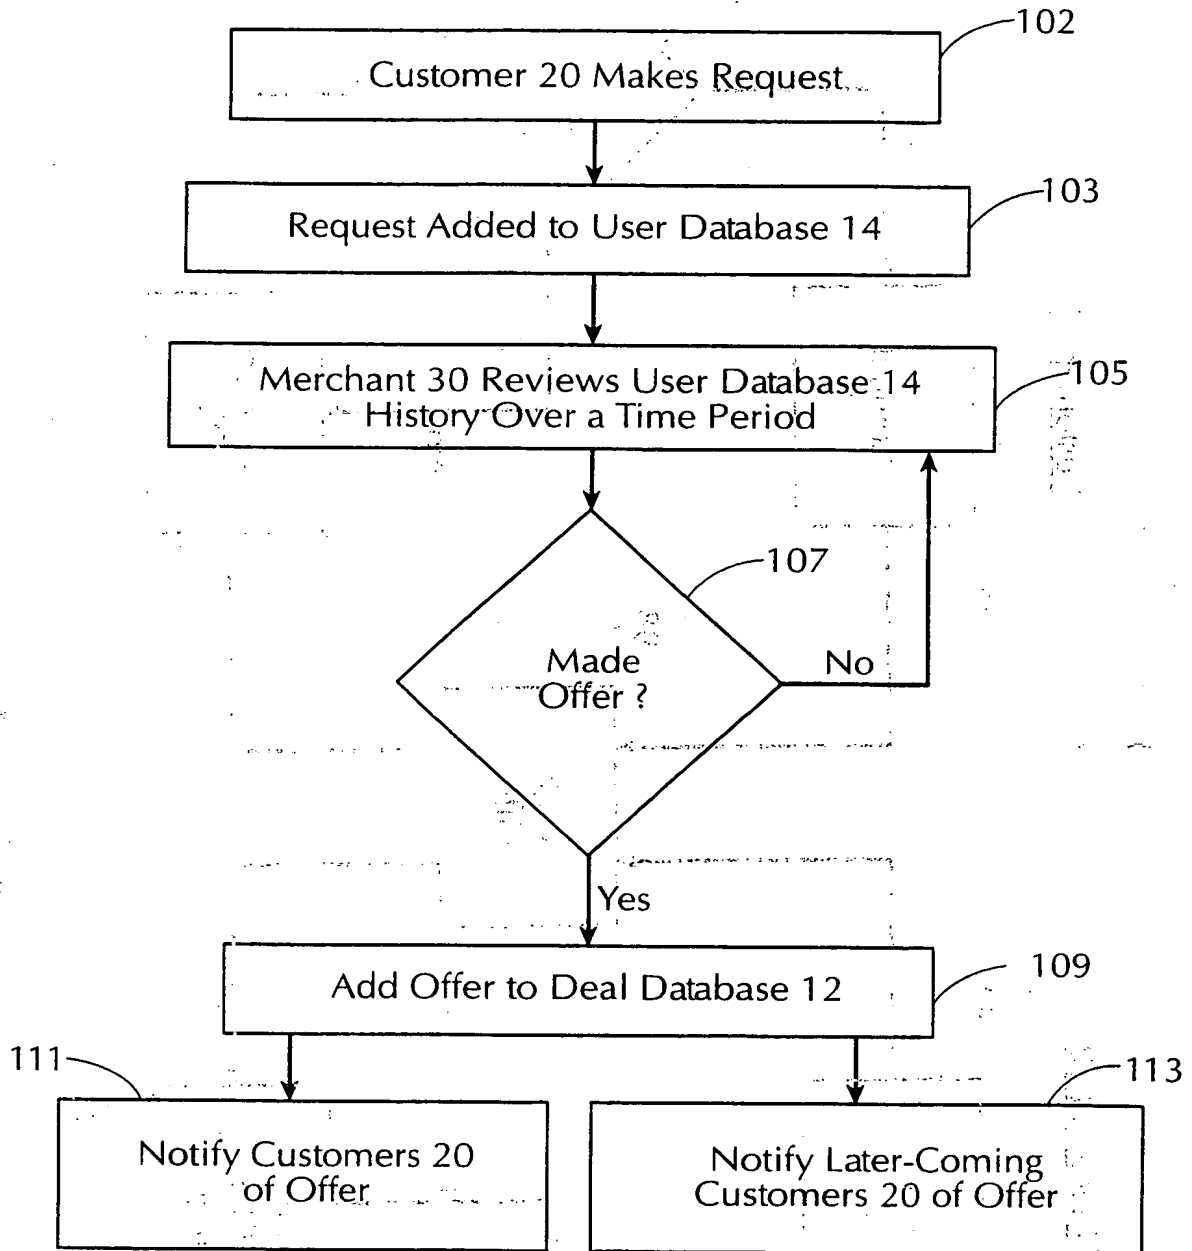 102
Customer 20 Makes Request
103
Request Added to User Database 14
105
Merchant 30 Reviews User Database 14
History Over a Time Period
107
Made
Offer ?
No
Yes
109
Add Offer to Deal Database 12
111
113
Notify Customers 20
of Offer
Notify Later-Coming
Customers 20 of Offer